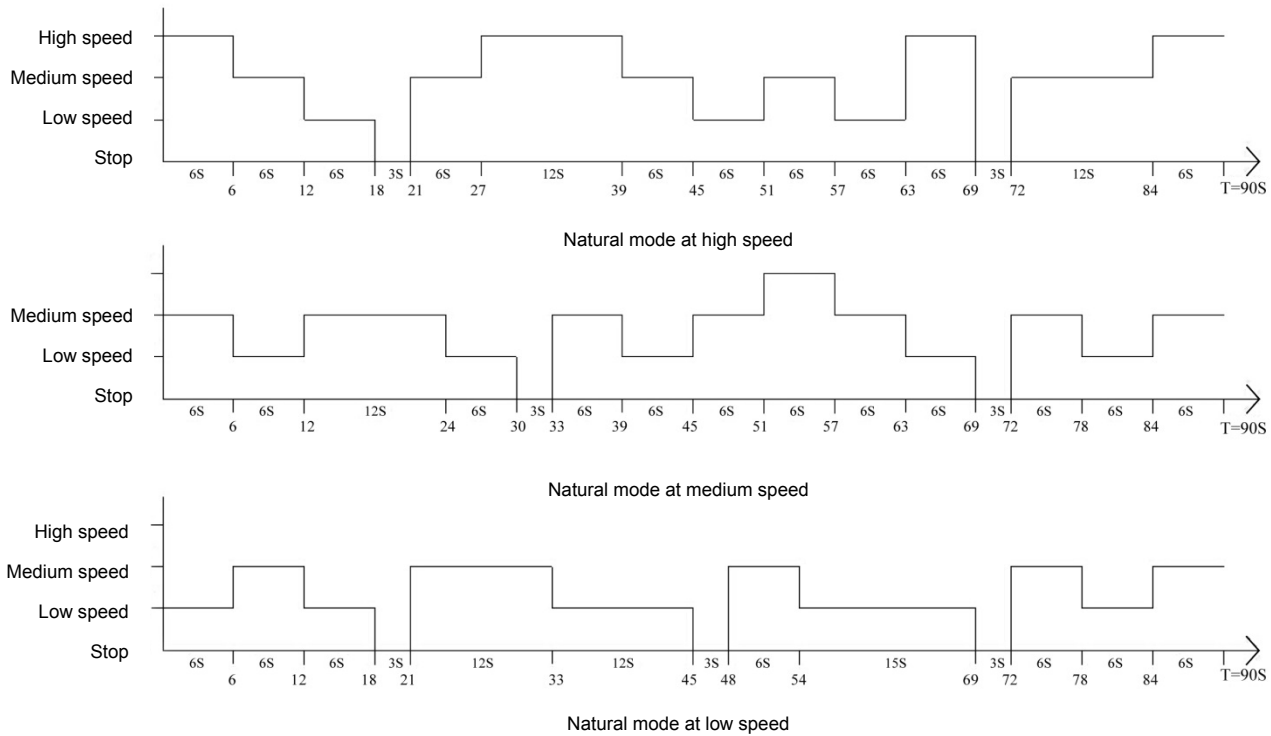 High speed
Medium speed
Low speed
Stop
6S 6S 6S 3S 6S 12S 6S 6S 6S 6S 6S 3S 12S 6S
6 12 18 21 27 39 45 51 57 63 69 72 84 T=90S
Natural mode at high speed
Medium speed
Low speed
Stop
6S 6S 12S 6S 3S 6S 6S 6S 6S 6S 6S 3S 6S 6S 6S
6 12 24 30 33 39 45 51 57 63 69 72 78 84 T=90S
Natural mode at medium speed
High speed
Medium speed
Low speed
Stop
6S 6S 6S 3S 12S 12S 3S 6S 15S 3S 6S 6S 6S
6 12 18 21 33 45 48 54 69 72 78 84 T=90S
Natural mode at low speed